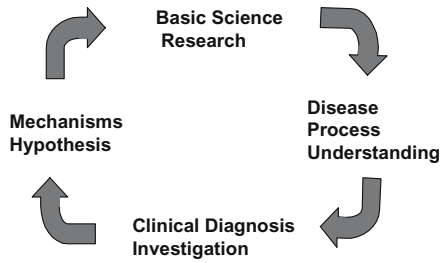 Basic Science
Research
Disease
Process
Understanding
Clinical Diagnosis
Investigation
Mechanisms
Hypothesis